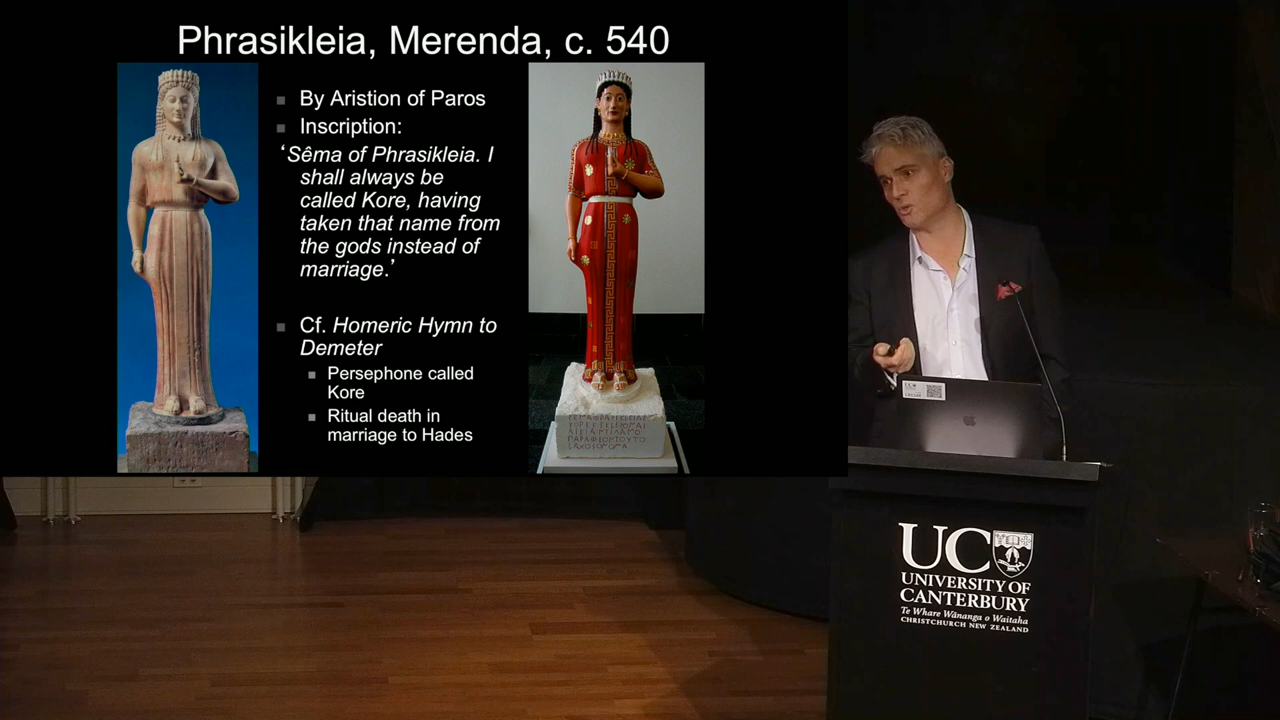 Phrasikleia, Merenda, c. 540
By Aristion of Paros
Inscription:
‘Sêma of Phrasikleia. I
shall always be
called Kore, having
taken that name from
the gods instead of
marriage.’
Cf. Homeric Hymn to
Demeter
Persephone called
Kore
Ritual death in
marriage to Hades
UC
UNIVERSITY OF
CANTERBURY
Te Whare Wānanga o Waitaha
CHRISTCHURCH NEW ZEALAND